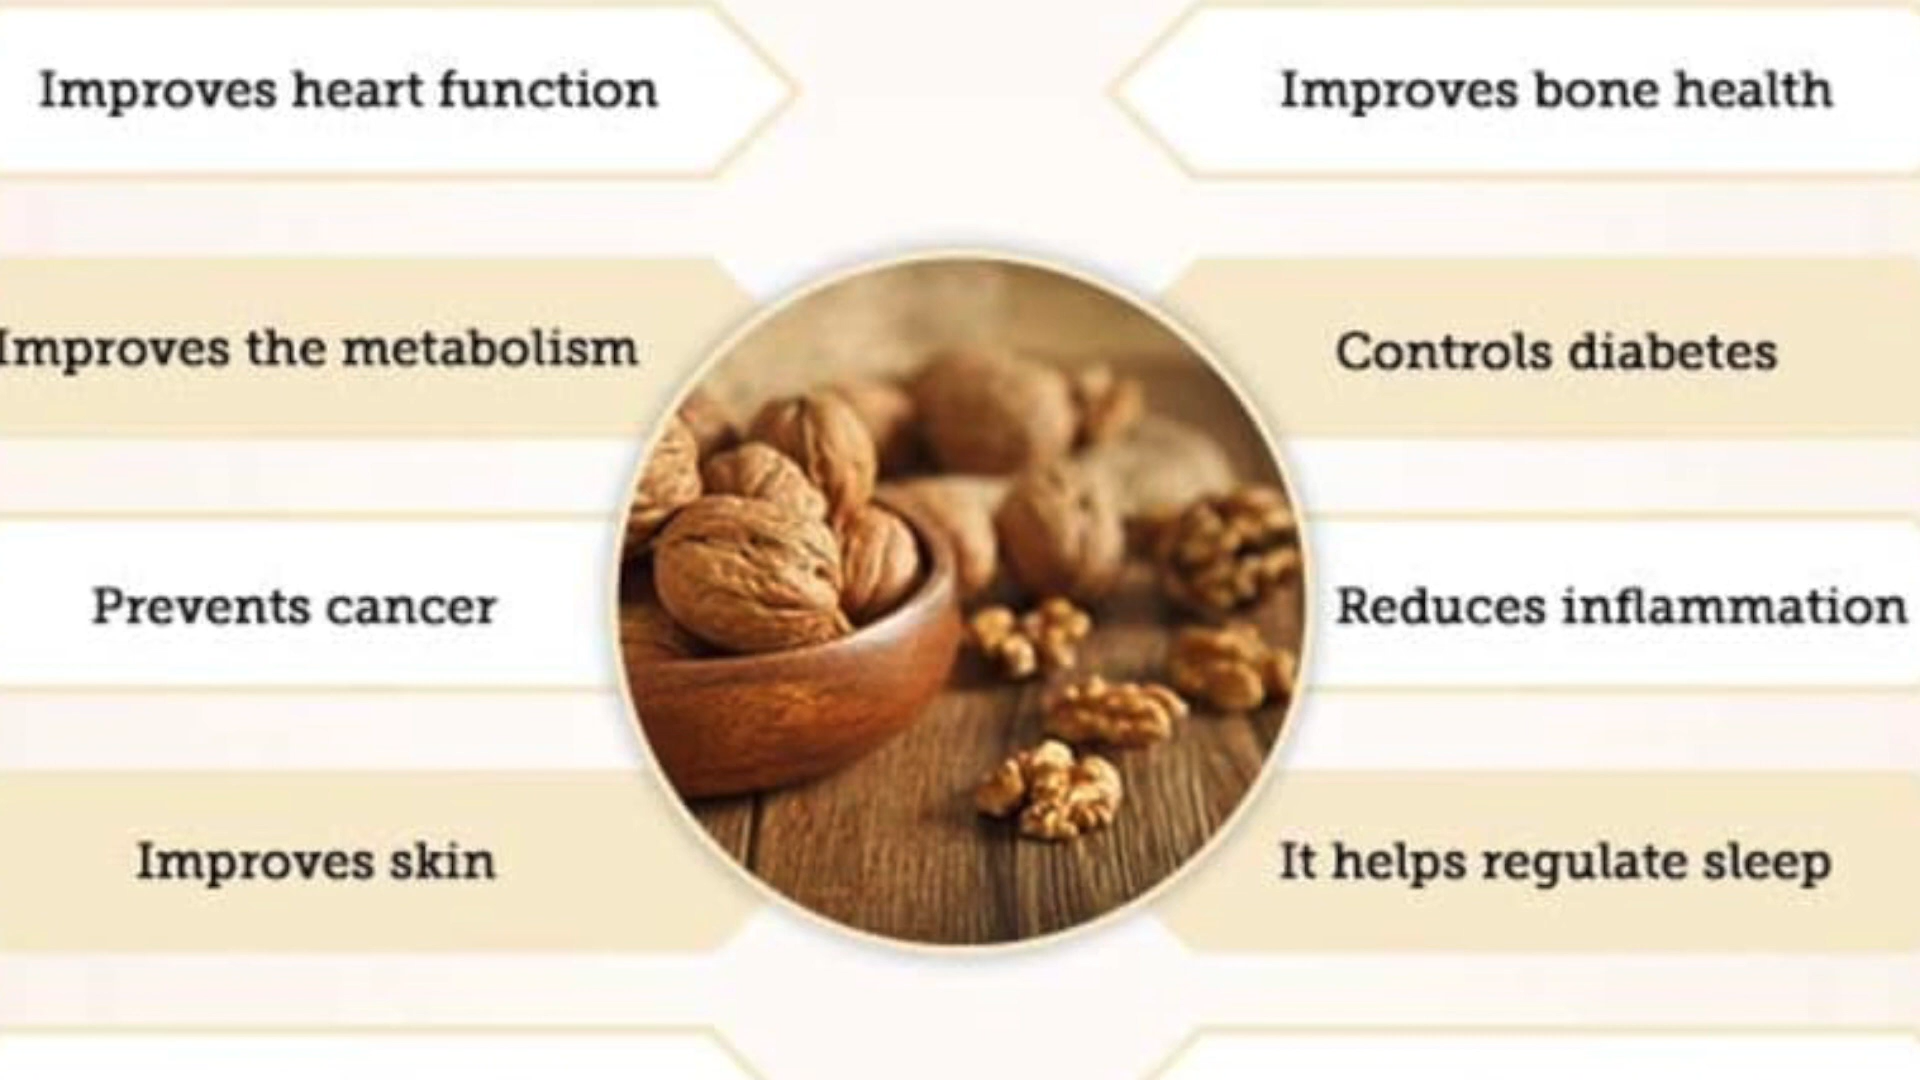 Improves heart function
Improves bone health
Improves the metabolism
Controls diabetes
Prevents cancer
Reduces inflammation
Improves skin
It helps regulate sleep